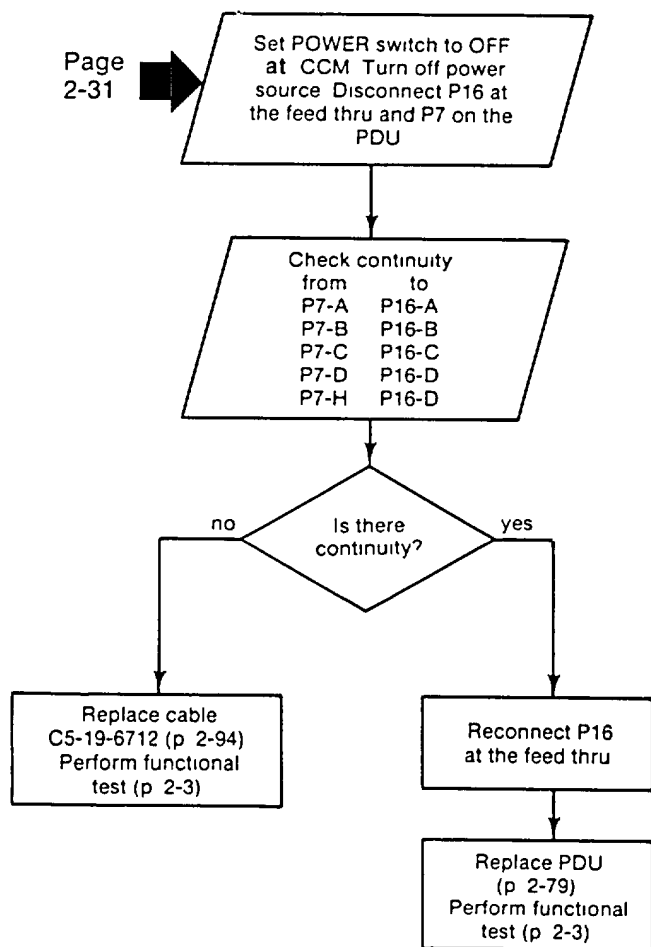 Page
2-31
Set POWER switch to OFF
at CCM Turn off power
source Disconnect P16 at
the feed thru and P7 on the
PDU
Check continuity
from to
P7-A P16-A
P7-B P16-B
P7-C P16-C
P7-D P16-D
P7-H P16-D
Is there
continuity?
no
yes
Replace cable
C5-19-6712 (p 2-94)
Perform functional
test (p 2-3)
Reconnect P16
at the feed thru
Replace PDU
(p 2-79)
Perform functional
test (p 2-3)